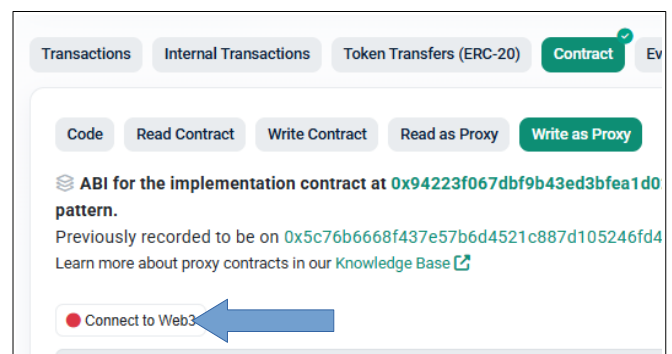 Transactions Internal Transactions Token Transfers (ERC-20) Contract Ev
Code Read Contract Write Contract Read as Proxy Write as Proxy
ABI for the implementation contract at 0x94223f067dbf9b43ed3bfea1d0
pattern.
Previously recorded to be on 0x5c76b6668f437e57b6d4521c887d105246fd4
Learn more about proxy contracts in our Knowledge Base
Connect to Web3